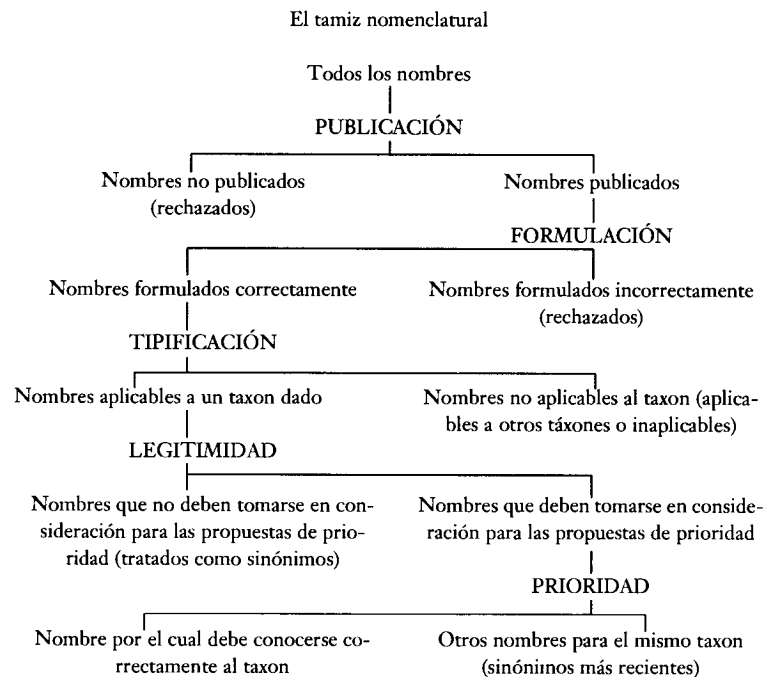 El tamiz nomenclatural
Todos los nombres
PUBLICACIÓN
Nombres no publicados
(rechazados)
Nombres publicados
FORMULACIÓN
Nombres formulados correctamente
Nombres formulados incorrectamente
(rechazados)
TIPIFICACIÓN
Nombres aplicables a un taxon dado
Nombres no aplicables al taxon (aplica-
bles a otros táxones o inaplicables)
LEGITIMIDAD
Nombres que no deben tomarse en con-
sideración para las propuestas de prio-
ridad (tratados como sinónimos)
Nombres que deben tomarse en conside-
ración para las propuestas de prioridad
PRIORIDAD
Nombre por el cual debe conocerse co-
rrectamente al taxon
Otros nombres para el mismo taxon
(sinónimos más recientes)